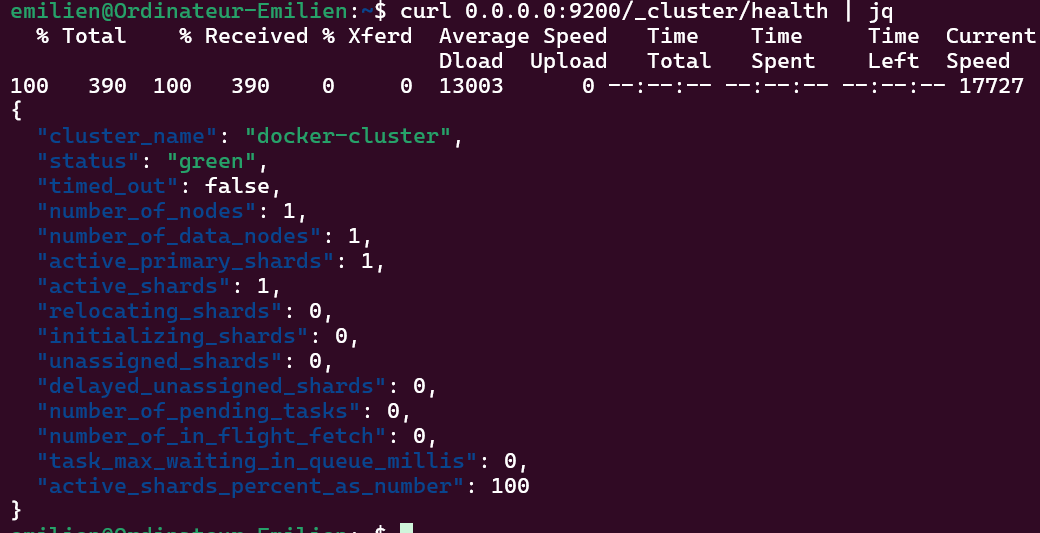 emilien@Ordinateur-Emilien:~$ curl 0.0.0.0:9200/_cluster/health | jq
% Total % Received % Xferd Average Speed Time Time Time Current
Dload Upload Total Spent Left Speed
100 390 100 390 0 0 13003 0 --:--:-- --:--:-- --:--:-- 17727
{
"cluster_name": "docker-cluster",
"status": "green",
"timed_out": false,
"number_of_nodes": 1,
"number_of_data_nodes": 1,
"active_primary_shards": 1,
"active_shards": 1,
"relocating_shards": 0,
"initializing_shards": 0,
"unassigned_shards": 0,
"delayed_unassigned_shards": 0,
"number_of_pending_tasks": 0,
"number_of_in_flight_fetch": 0,
"task_max_waiting_in_queue_millis": 0,
"active_shards_percent_as_number": 100
}
emilien@Ordinateur-Emilien:~$